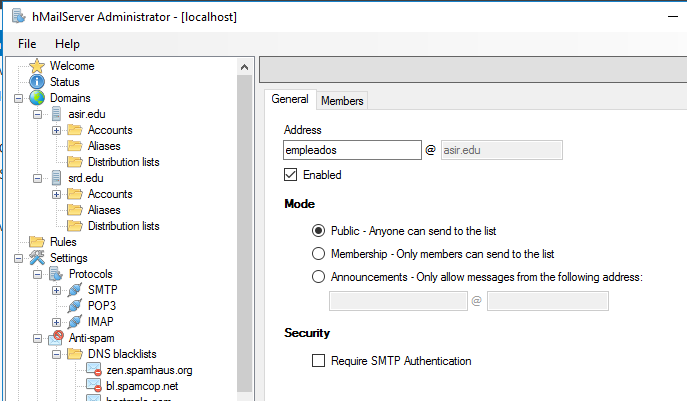 hMailServer Administrator - [localhost]
File Help
Welcome
Status
Domains
asir.edu
Accounts
Aliases
Distribution lists
srd.edu
Accounts
Aliases
Distribution lists
Rules
Settings
Protocols
SMTP
POP3
IMAP
Anti-spam
DNS blacklists
zen.spamhaus.org
bl.spamcop.net
General Members
Address
empleados @ asir.edu
Enabled
Mode
Public - Anyone can send to the list
Membership - Only members can send to the list
Announcements - Only allow messages from the following address:
@
Security
Require SMTP Authentication